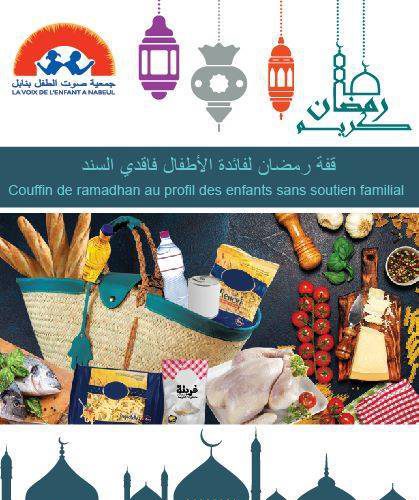 جمعية صوت الطفل بنابل
LA VOIX DE L'ENFANT A NABEUL
رمضان
كريم
قفة رمضان لفائدة الأطفال فاقدي السند
Couffin de ramadhan au profil des enfants sans soutien familial
فرينة